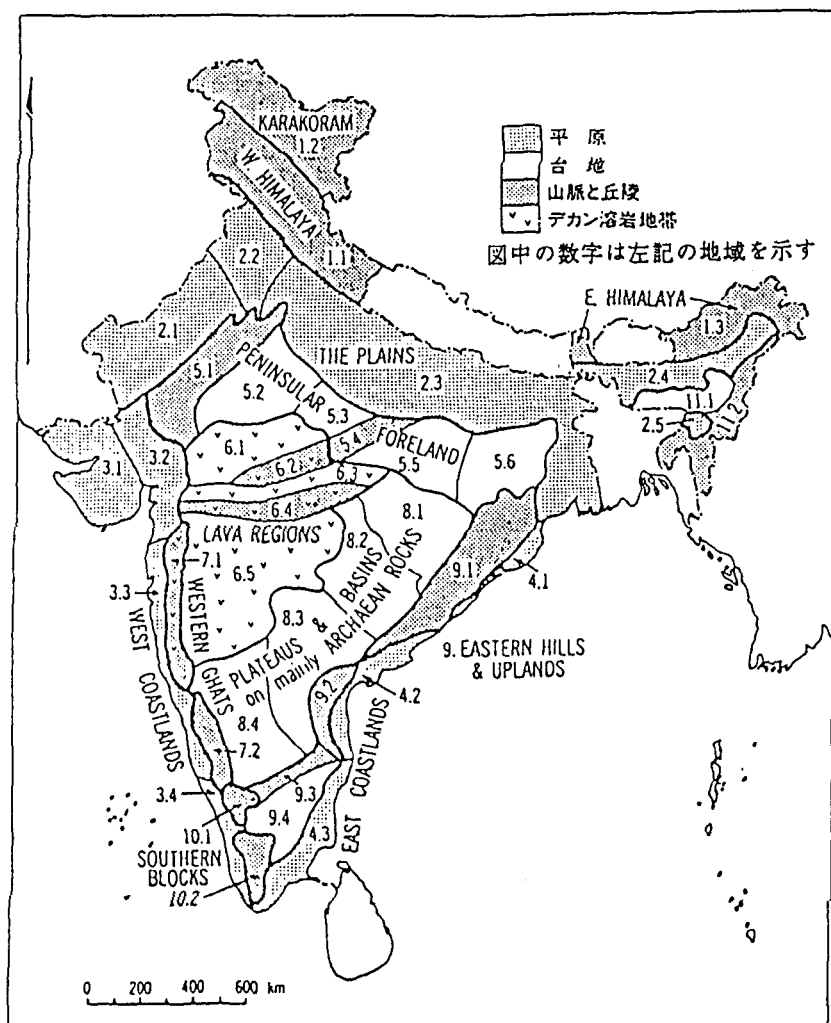 KARAKORAM
1.2
W. HIMALAYA
1.1
平原
台地
山脈と丘陵
デカン溶岩地帯
図中の数字は左記の地域を示す
E. HIMALAYA
1.3
2.2
2.1
THE PLAINS
2.3
2.4
11.1
11.2
2.5
5.1
PENINSULAR
FORELAND
5.2
5.3
5.4
5.5
5.6
3.1
3.2
6.1
6.2
6.3
6.4
LAVA REGIONS
6.5
7.1
3.3
WEST COASTLANDS
WESTERN GHATS
8.1
8.2
8.3
PLATEAUS & BASINS
on mainly ARCHAEAN ROCKS
8.4
9.1
4.1
9. EASTERN HILLS
& UPLANDS
9.2
4.2
EAST COASTLANDS
7.2
3.4
9.3
10.1
9.4
4.3
SOUTHERN
BLOCKS
10.2
0 200 400 600 km